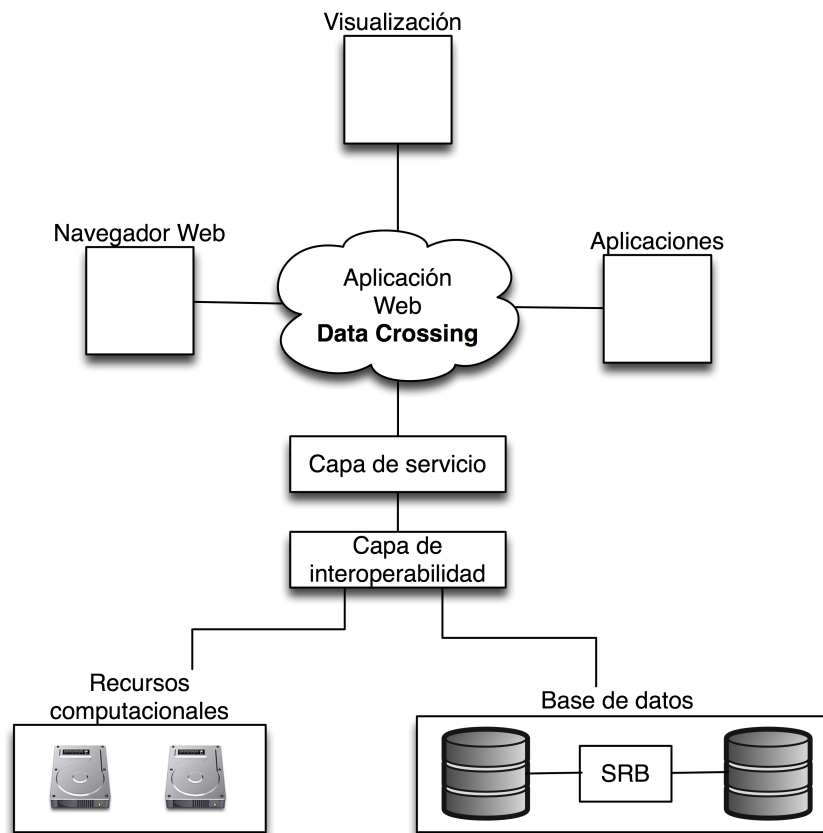 Visualización
Navegador Web
Aplicaciones
Aplicación
Web
Data Crossing
Capa de servicio
Capa de
interoperabilidad
Recursos
computacionales
Base de datos
SRB